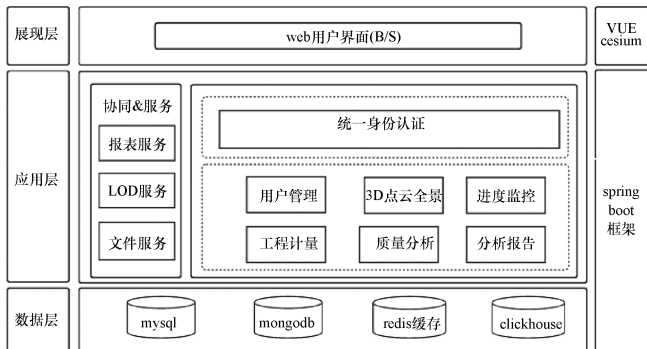 展现层
web用户界面(B/S)
VUE
cesium
应用层
协同&服务
报表服务
LOD服务
文件服务
统一身份认证
用户管理
3D点云全景
进度监控
工程计量
质量分析
分析报告
spring
boot
框架
数据层
mysql
mongodb
redis缓存
clickhouse